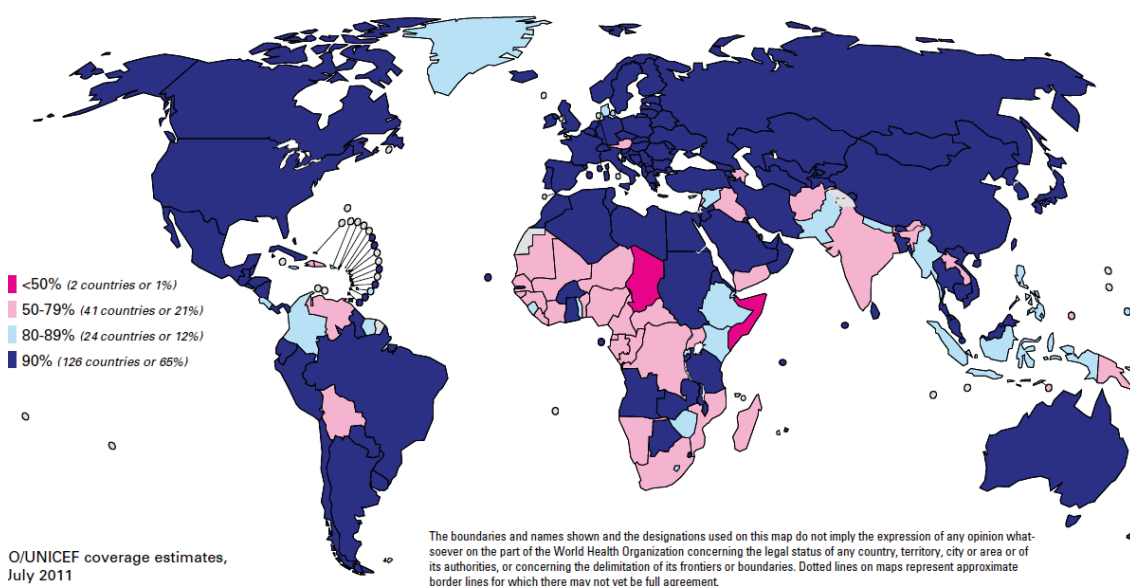 <50% (2 countries or 1%)
50-79% (41 countries or 21%)
80-89% (24 countries or 12%)
90% (126 countries or 65%)
O/UNICEF coverage estimates,
July 2011
The boundaries and names shown and the designations used on this map do not imply the expression of any opinion what-
soever on the part of the World Health Organization concerning the legal status of any country, territory, city or area or of
its authorities, or concerning the delimitation of its frontiers or boundaries. Dotted lines on maps represent approximate
border lines for which there may not yet be full agreement.